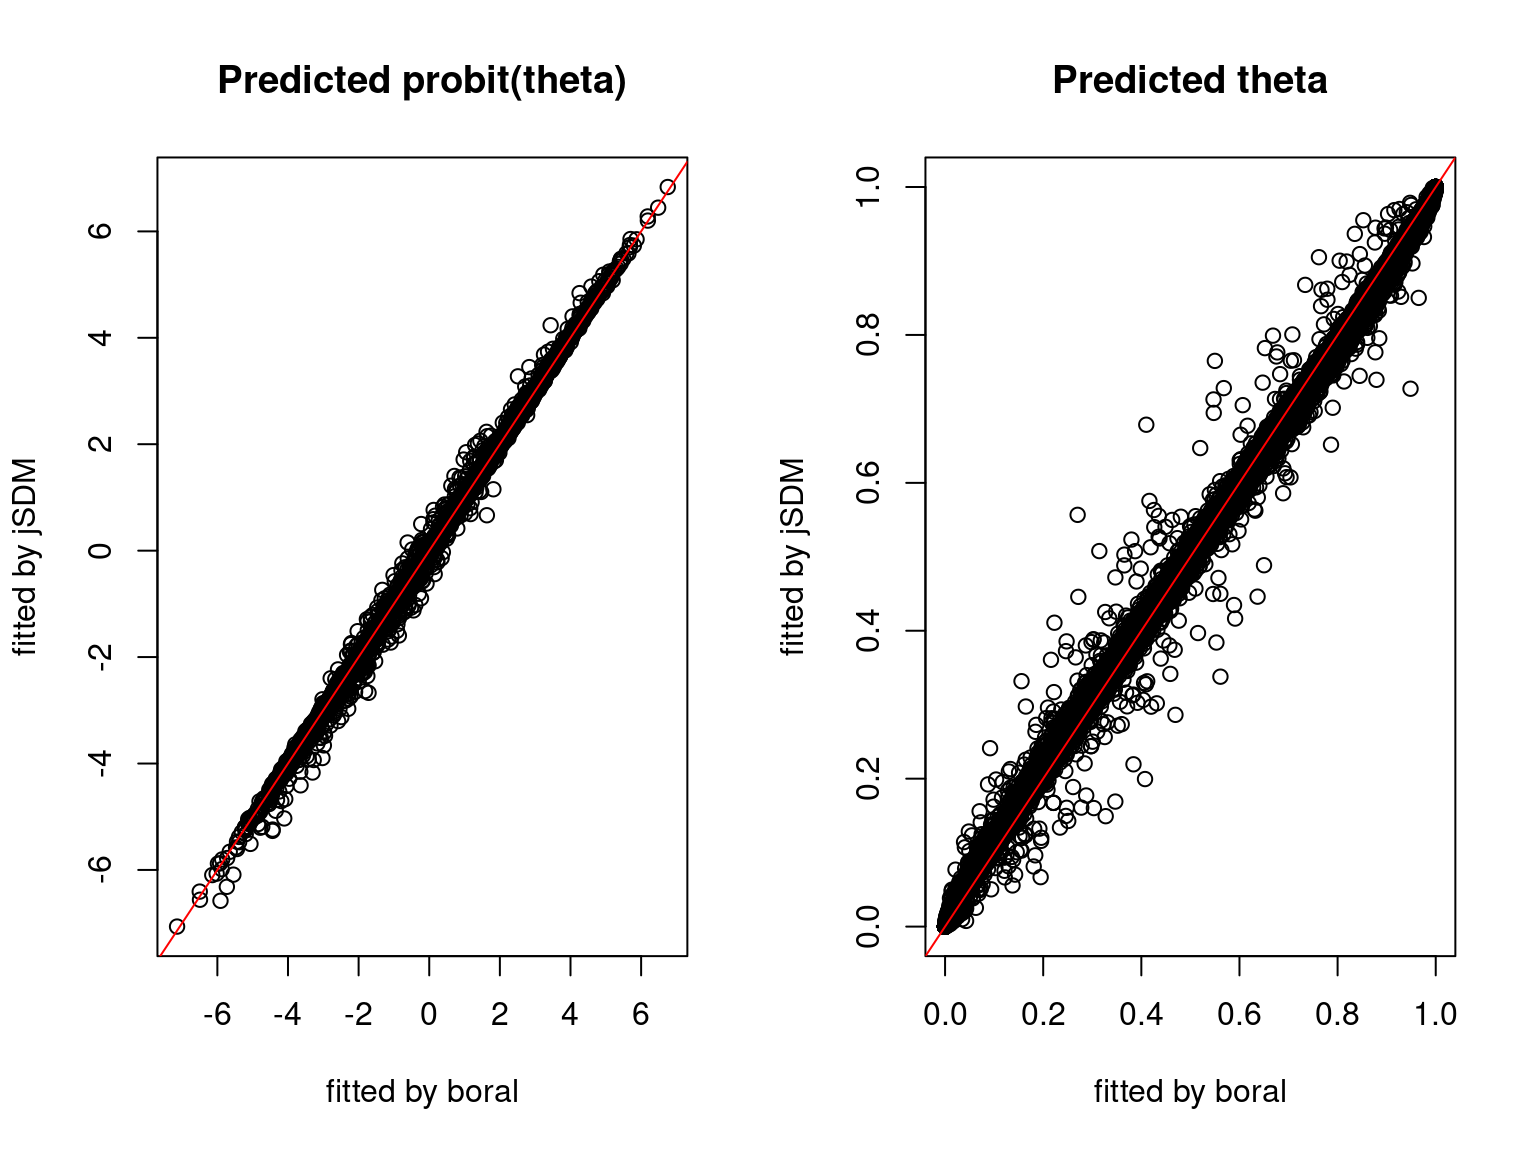 Predicted probit(theta)
fitted by jSDM
6
4
2
0
-2
-4
-6
-6 -4 -2 0 2 4 6
fitted by boral
Predicted theta
fitted by jSDM
1.0
0.8
0.6
0.4
0.2
0.0
0.0 0.2 0.4 0.6 0.8 1.0
fitted by boral